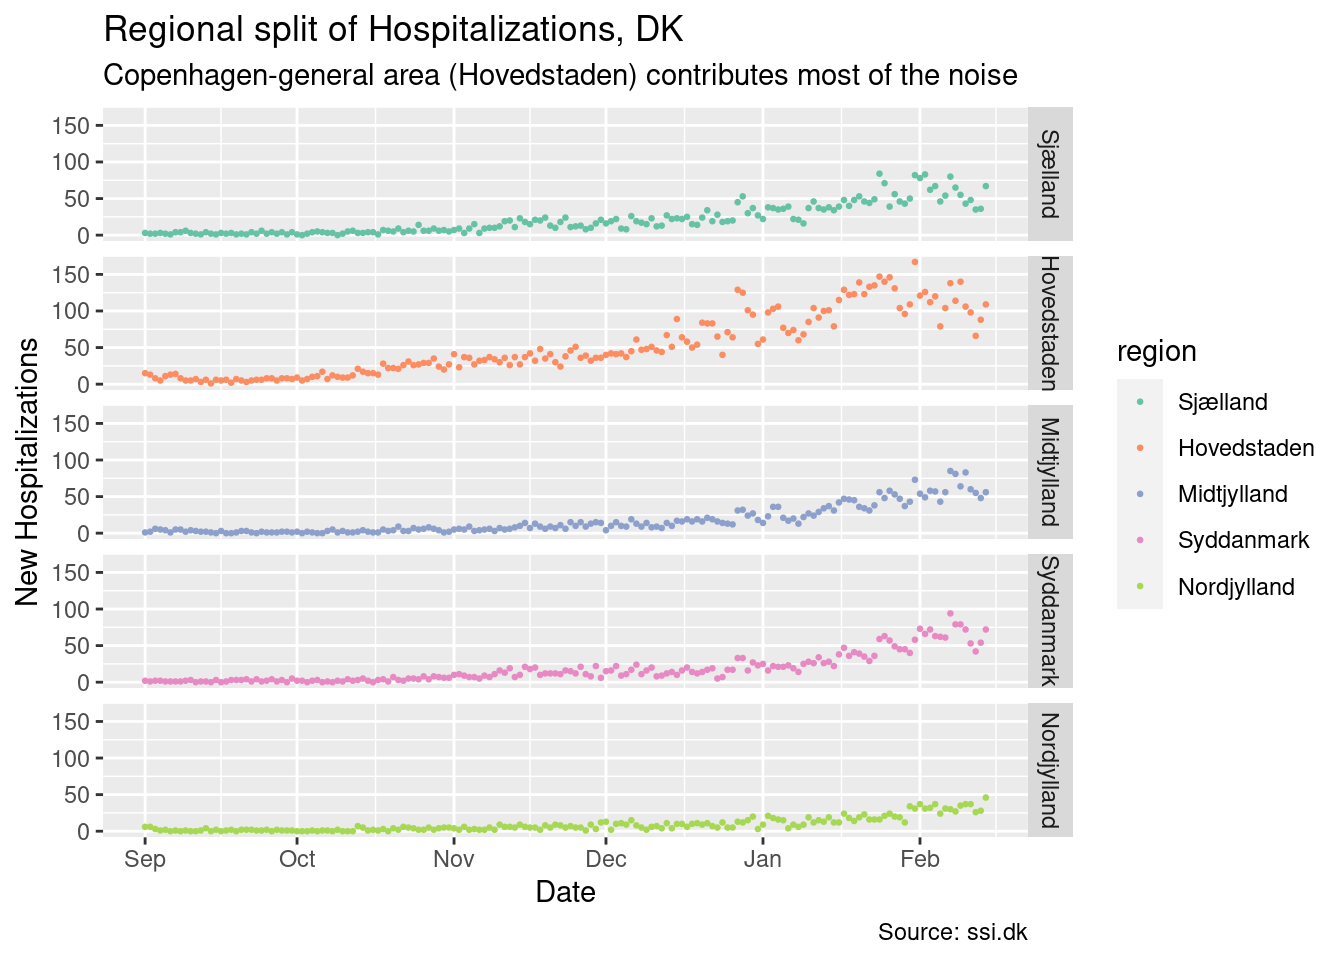 Regional split of Hospitalizations, DK
Copenhagen-general area (Hovedstaden) contributes most of the noise
New Hospitalizations
150
100
50
0
Sjælland
150
100
50
0
Hovedstaden
150
100
50
0
Midtjylland
150
100
50
0
Syddanmark
150
100
50
0
Nordjylland
Sep Oct Nov Dec Jan Feb
Date
region
Sjælland
Hovedstaden
Midtjylland
Syddanmark
Nordjylland
Source: ssi.dk